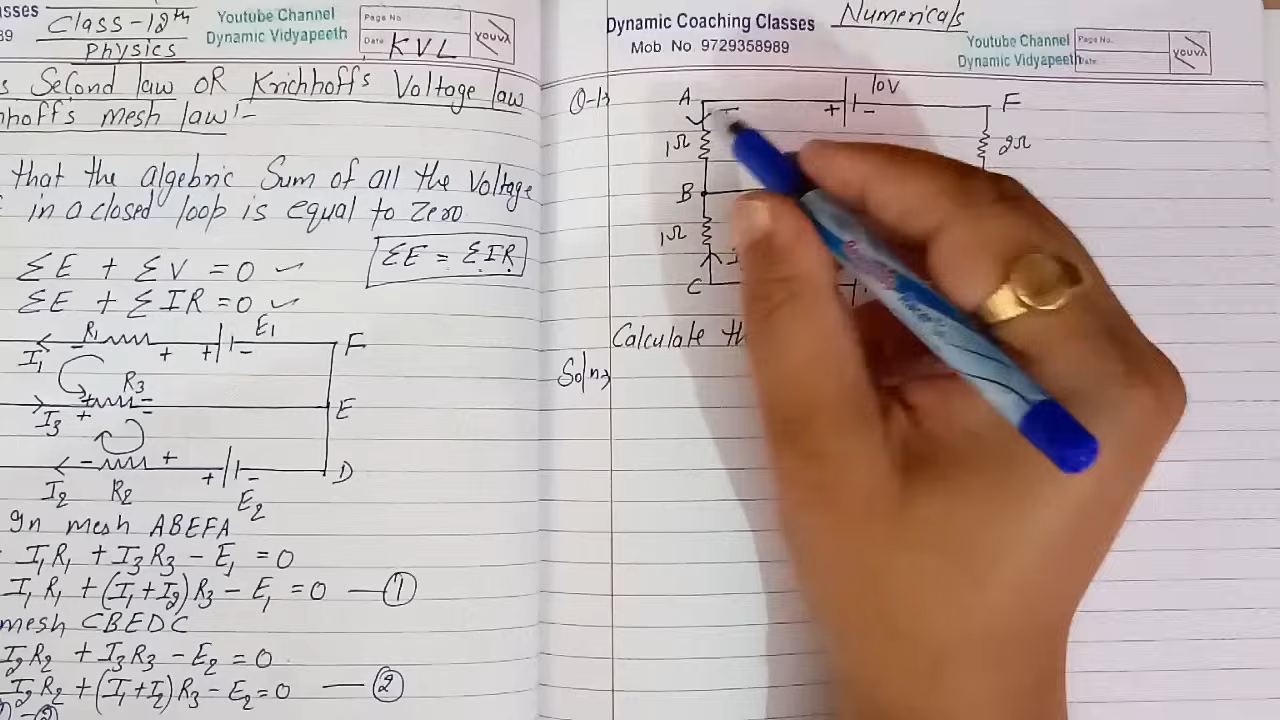 sses
39
Class-12th
Physics
Youtube Channel
Dynamic Vidyapeeth
Page No
Date KVL
youva
s Second law OR Krichhoff's Voltage law
hhoff's mesh law :-
that the algebric Sum of all the Voltage
in a closed loop is equal to Zero
ΣE + ΣV = 0
ΣE + ΣIR = 0
ΣE = ΣIR
R₁ + + - E₁ F
I₁
R₃
+ - E
I₃
- + + - D
I₂ R₂ E₂
In mesh ABEFA
I₁R₁ + I₃R₃ - E₁ = 0
I₁R₁ + (I₁+I₂)R₃ - E₁ = 0 — ①
mesh CBEDC
I₂R₂ + I₃R₃ - E₂ = 0
I₂R₂ + (I₁+I₂)R₃ - E₂ = 0 — ②
Dynamic Coaching Classes
Mob No 9729358989
Numericals
Youtube Channel
Dynamic Vidyapeeth
Page No.
Date:
youva
Q-1
A + - 10V F
1Ω 2Ω
B
1Ω
C
Calculate th
Soln